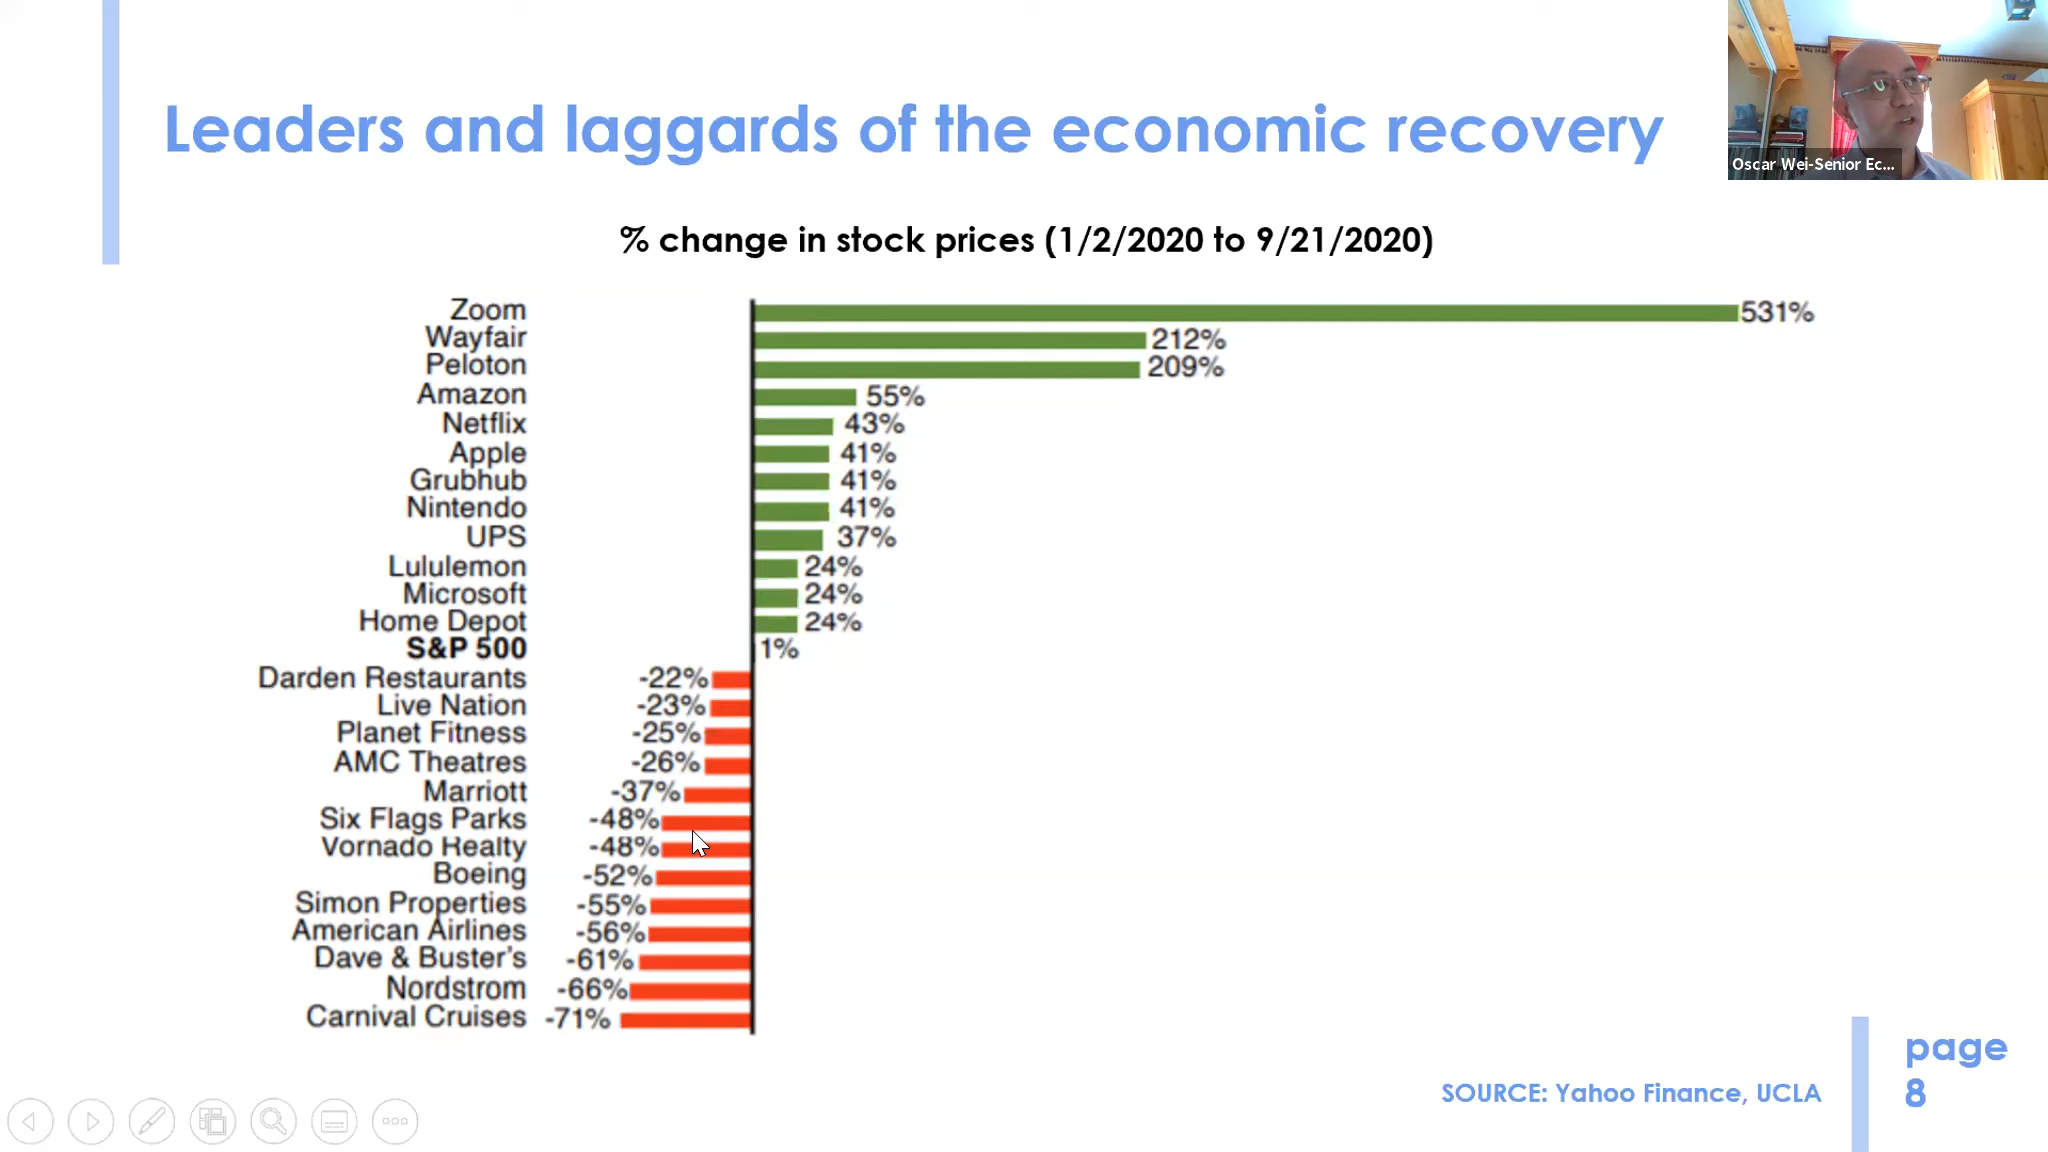 Leaders and laggards of the economic recovery
Oscar Wei-Senior Ec...
% change in stock prices (1/2/2020 to 9/21/2020)
Zoom 531%
Wayfair 212%
Peloton 209%
Amazon 55%
Netflix 43%
Apple 41%
Grubhub 41%
Nintendo 41%
UPS 37%
Lululemon 24%
Microsoft 24%
Home Depot 24%
S&P 500 1%
Darden Restaurants -22%
Live Nation -23%
Planet Fitness -25%
AMC Theatres -26%
Marriott -37%
Six Flags Parks -48%
Vornado Realty -48%
Boeing -52%
Simon Properties -55%
American Airlines -56%
Dave & Buster's -61%
Nordstrom -66%
Carnival Cruises -71%
SOURCE: Yahoo Finance, UCLA
page
8